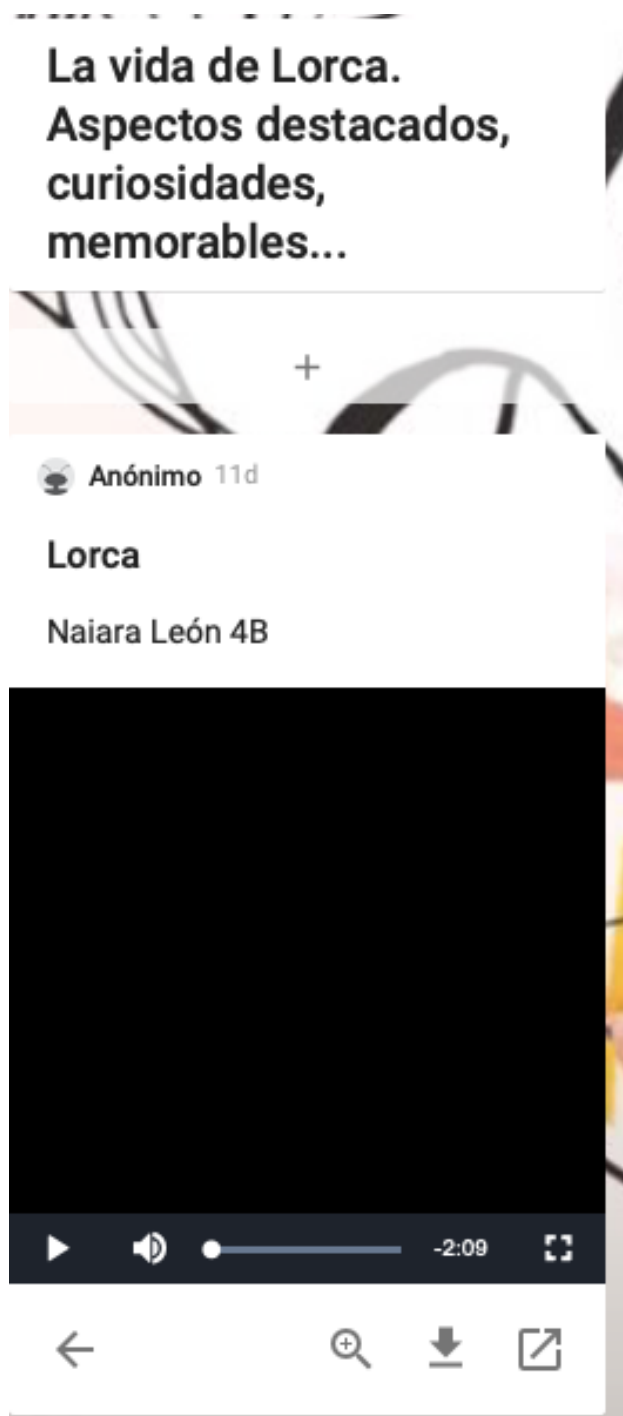 La vida de Lorca.
Aspectos destacados,
curiosidades,
memorables...
+
Anónimo 11d
Lorca
Naiara León 4B
-2:09